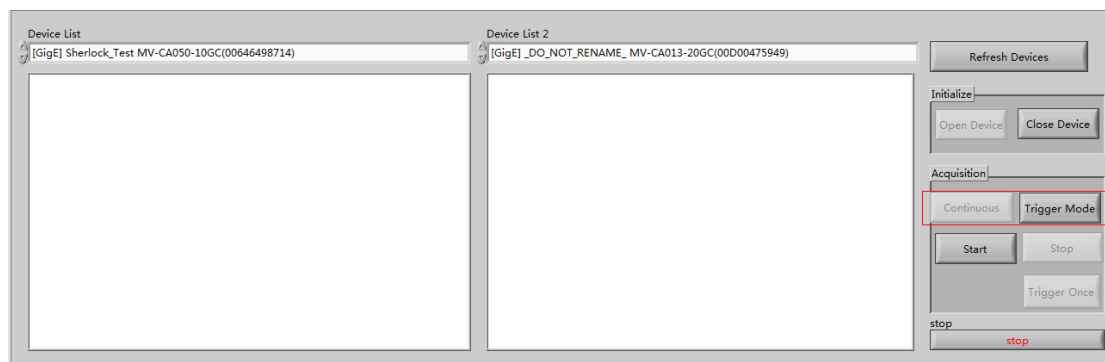 Device List
[GigE] Sherlock_Test MV-CA050-10GC(00646498714)
Device List 2
[GigE] _DO_NOT_RENAME_ MV-CA013-20GC(00D00475949)
Refresh Devices
Initialize
Open Device
Close Device
Acquisition
Continuous
Trigger Mode
Start
Stop
Trigger Once
stop
stop